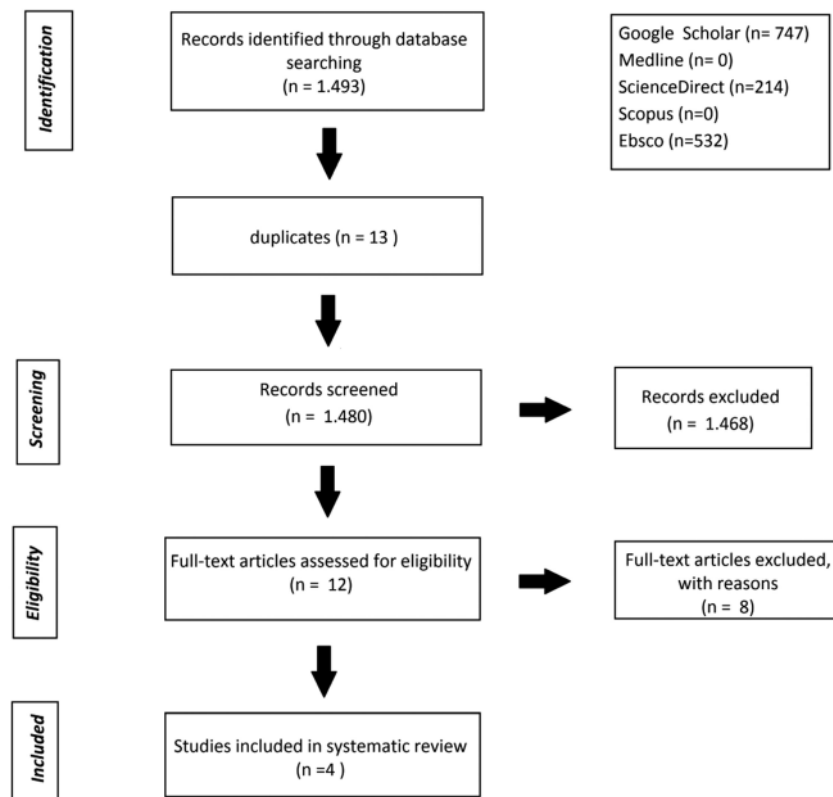 Identification
Records identified through database
searching
(n = 1.493)
Google Scholar (n= 747)
Medline (n= 0)
ScienceDirect (n=214)
Scopus (n=0)
Ebsco (n=532)
duplicates (n = 13 )
Screening
Records screened
(n = 1.480)
Records excluded
(n = 1.468)
Eligibility
Full-text articles assessed for eligibility
(n = 12)
Full-text articles excluded,
with reasons
(n = 8)
Included
Studies included in systematic review
(n =4 )